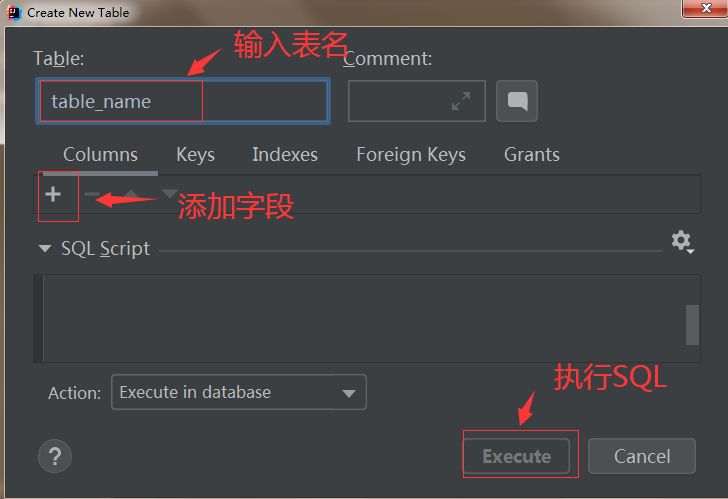 Create New Table
输入表名
Table:
Comment:
table_name
Columns Keys Indexes Foreign Keys Grants
添加字段
SQL Script
执行SQL
Action: Execute in database
? Execute Cancel